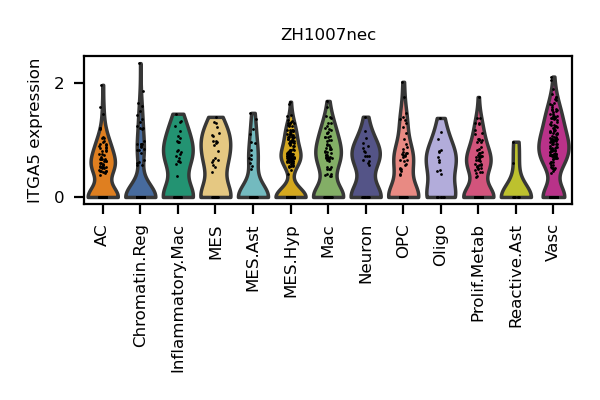 ZH1007nec
ITGA5 expression
2
0
AC
Chromatin.Reg
Inflammatory.Mac
MES
MES.Ast
MES.Hyp
Mac
Neuron
OPC
Oligo
Prolif.Metab
Reactive.Ast
Vasc